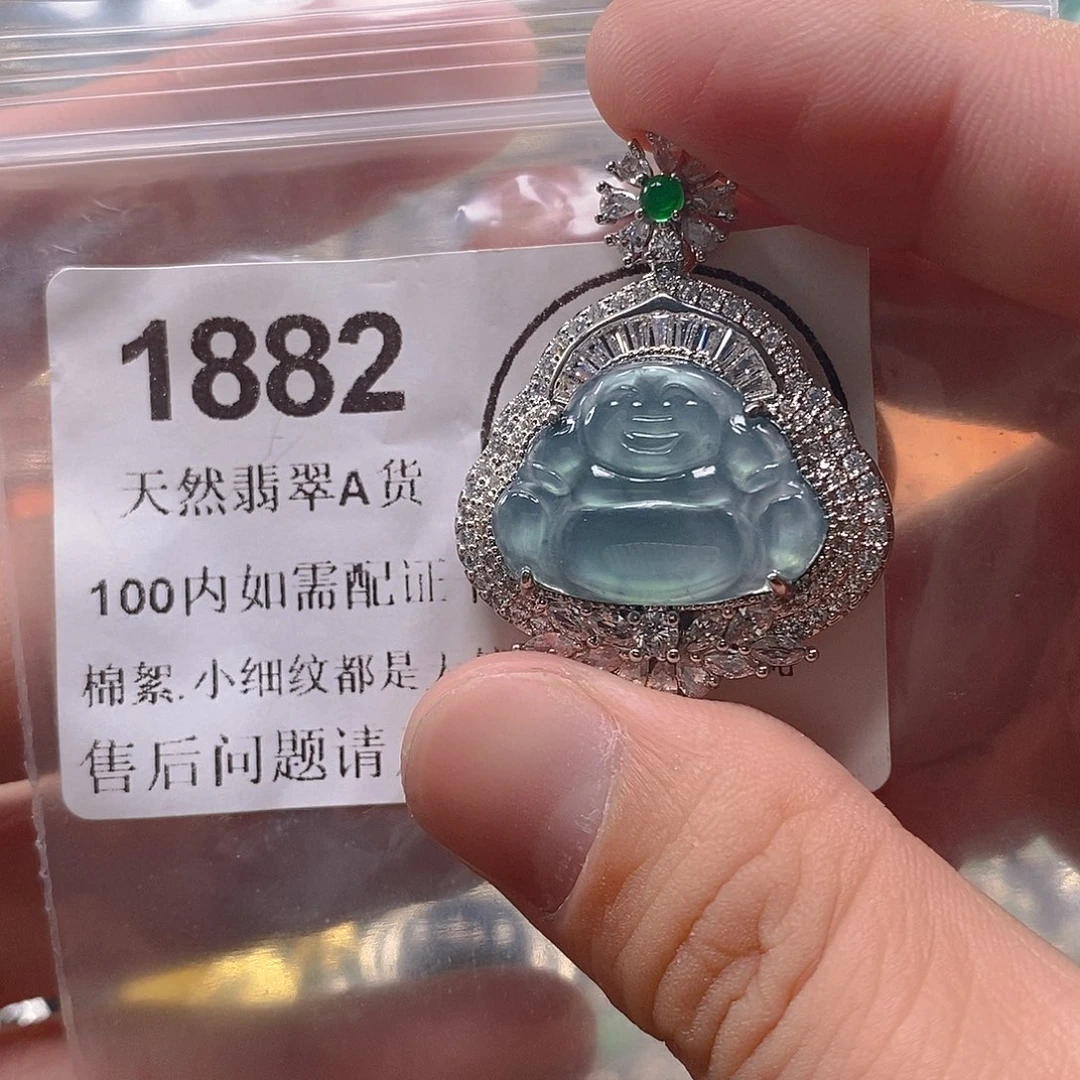 1882
天然翡翠A货
100内如需配证
棉絮.小细纹都是
售后问题请